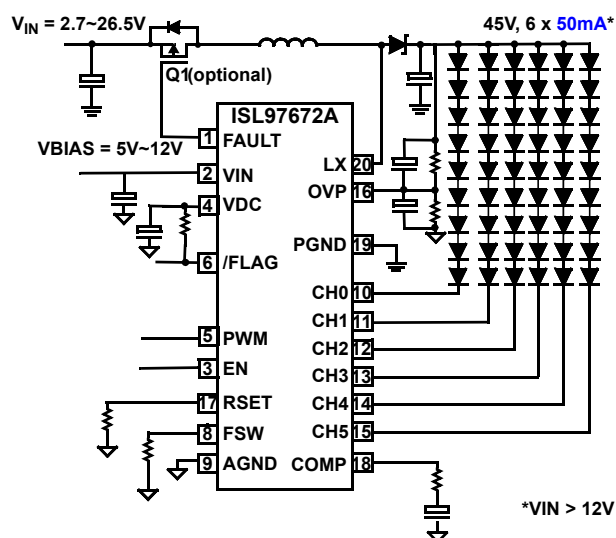 VIN = 2.7~26.5V
45V, 6 x 50mA*
Q1(optional)
ISL97672A
VBIAS = 5V~12V
1 FAULT
2 VIN
4 VDC
6 /FLAG
5 PWM
3 EN
17 RSET
8 FSW
9 AGND
LX 20
OVP 16
PGND 19
CH0 10
CH1 11
CH2 12
CH3 13
CH4 14
CH5 15
COMP 18
*VIN > 12V